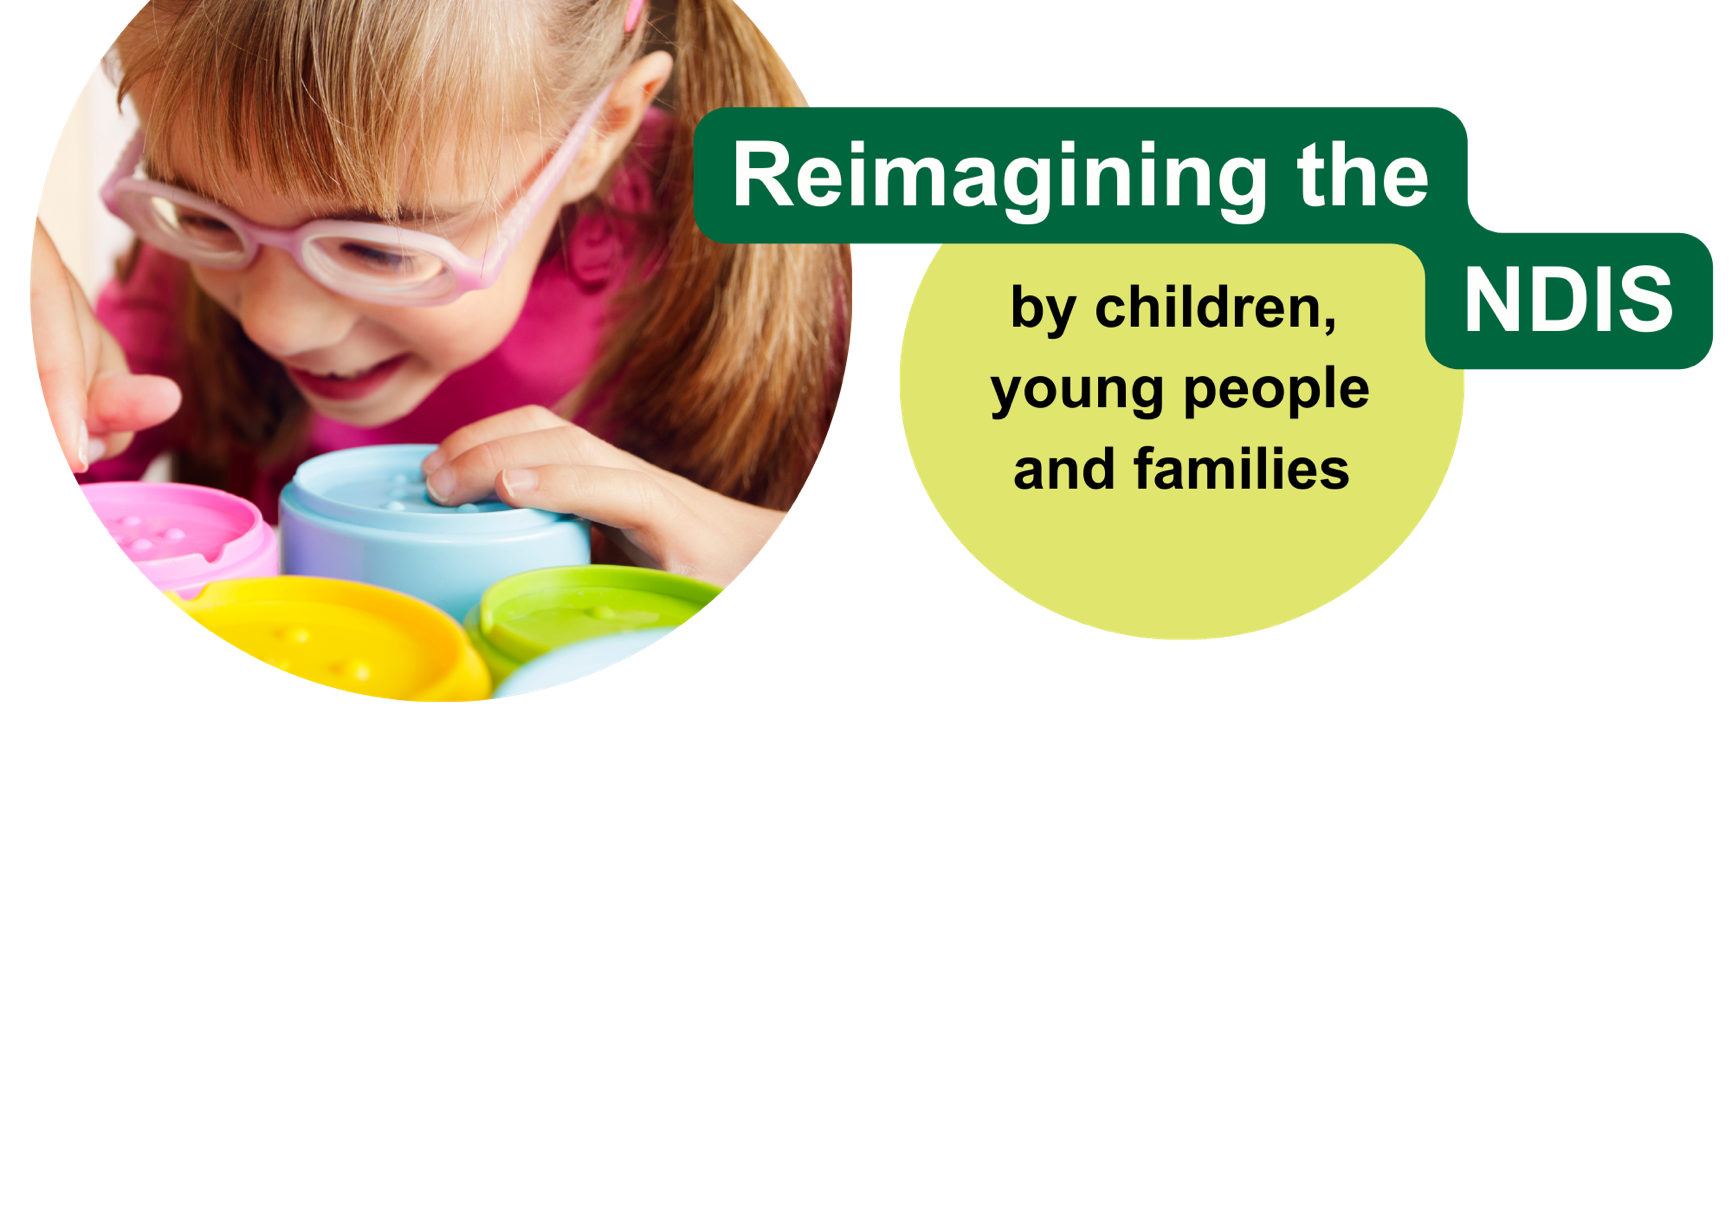 Reimagining the
NDIS
by children,
young people
and families